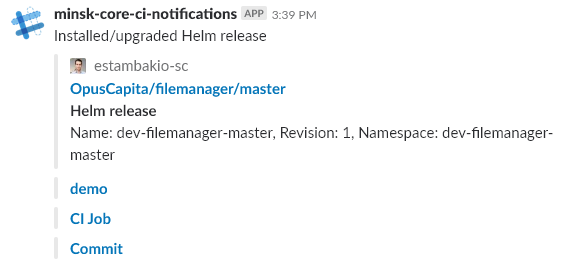 minsk-core-ci-notifications APP 3:39 PM
Installed/upgraded Helm release
estambakio-sc
OpusCapita/filemanager/master
Helm release
Name: dev-filemanager-master, Revision: 1, Namespace: dev-filemanager-
master
demo
CI Job
Commit